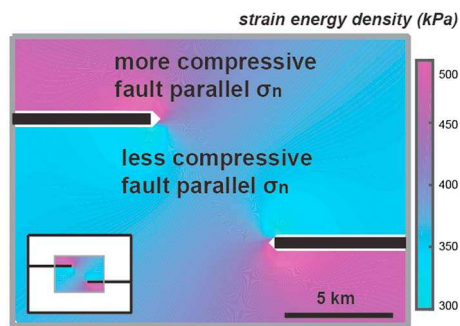 strain energy density (kPa)
more compressive
fault parallel σn
less compressive
fault parallel σn
500
450
400
350
300
5 km